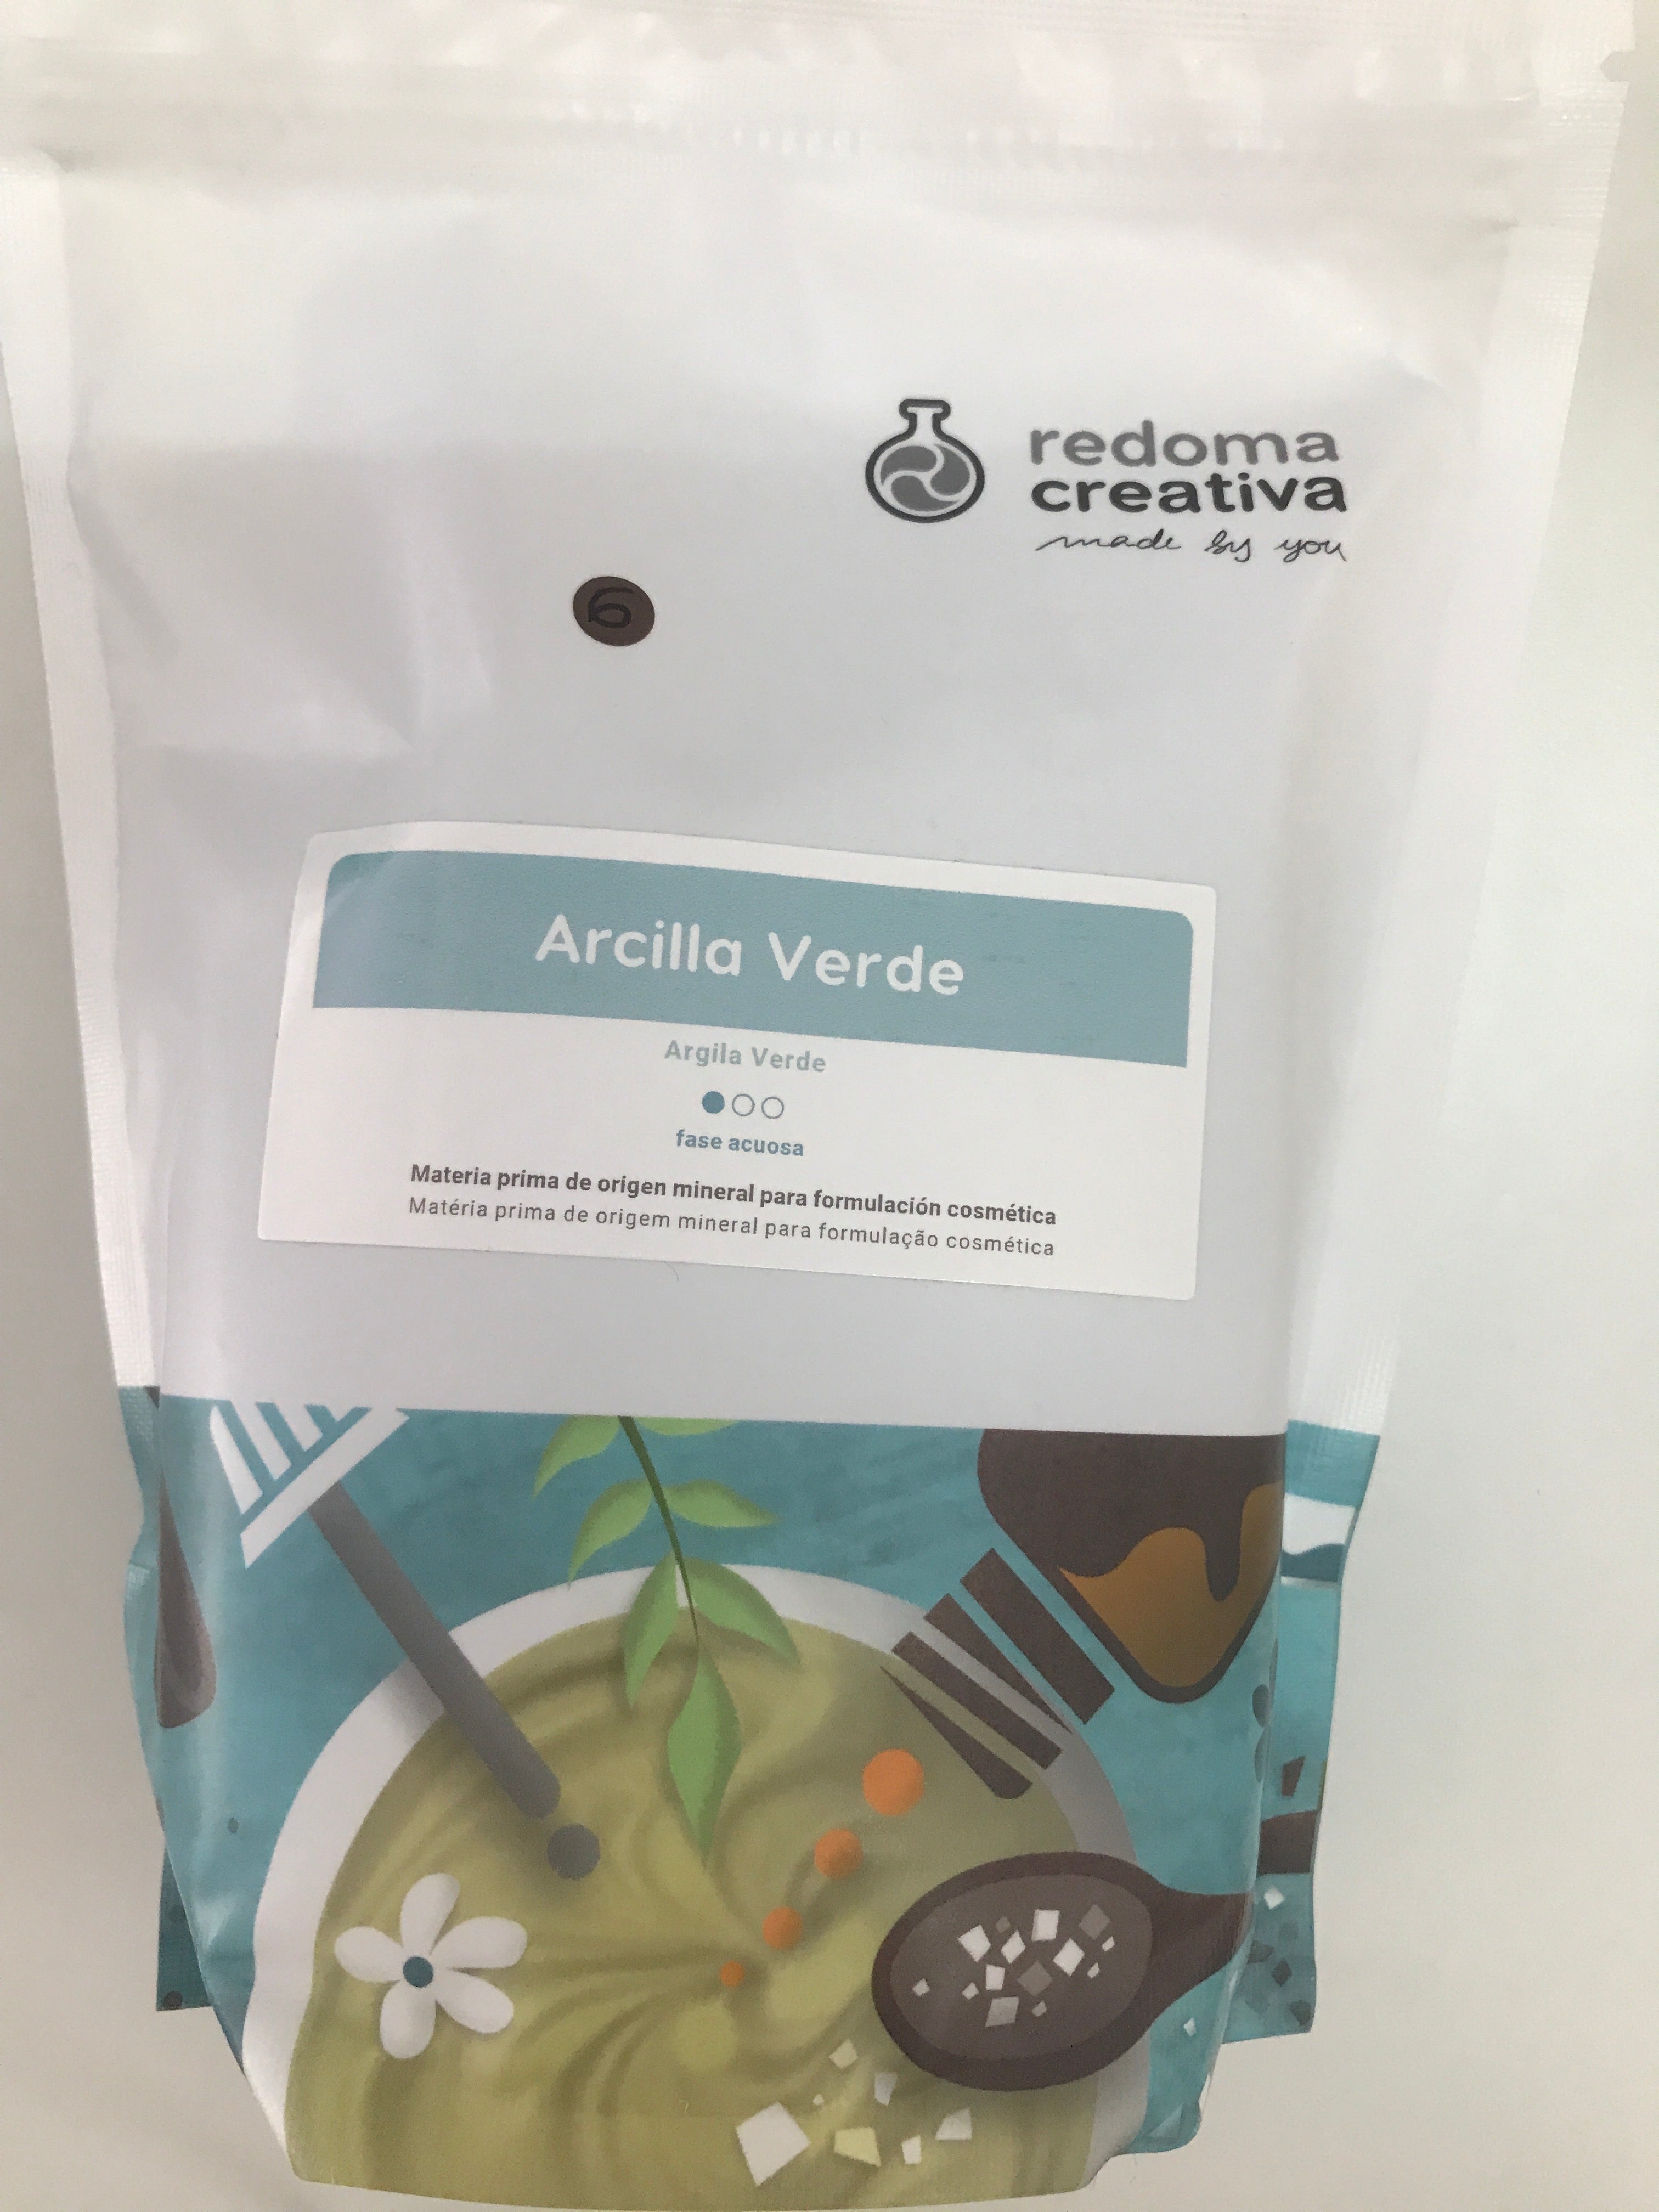 redoma
creativa
made by you
6
Arcilla Verde
Argila Verde
fase acuosa
Materia prima de origen mineral para formulación cosmética
Matéria prima de origem mineral para formulação cosmética